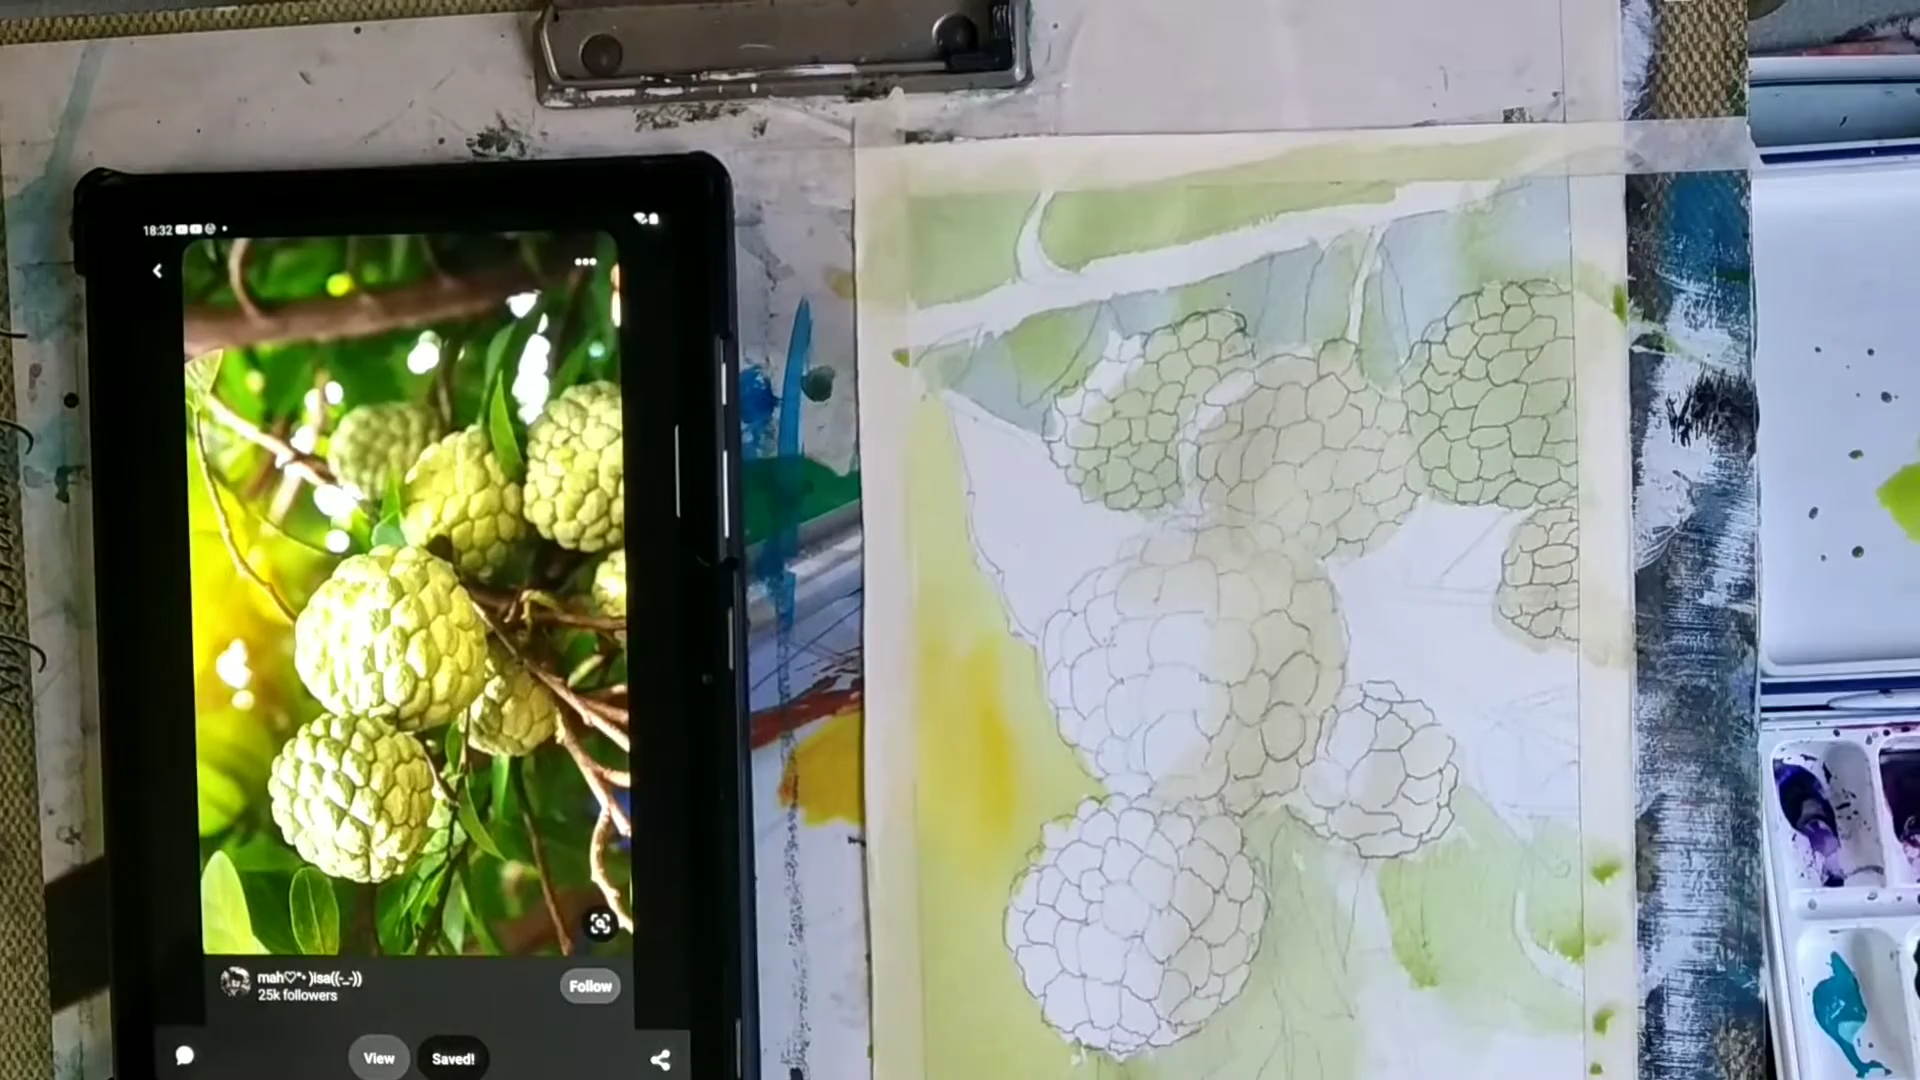 18:32
mah♡*• )isa((-_-))
25k followers
Follow
View
Saved!